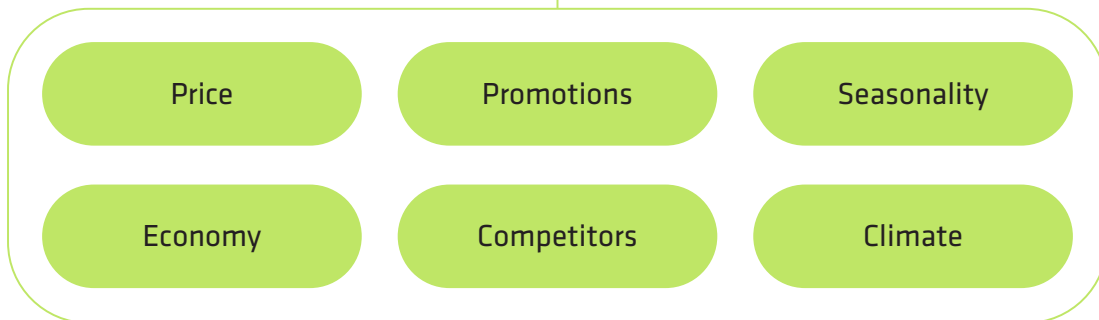 Price
Promotions
Seasonality
Economy
Competitors
Climate